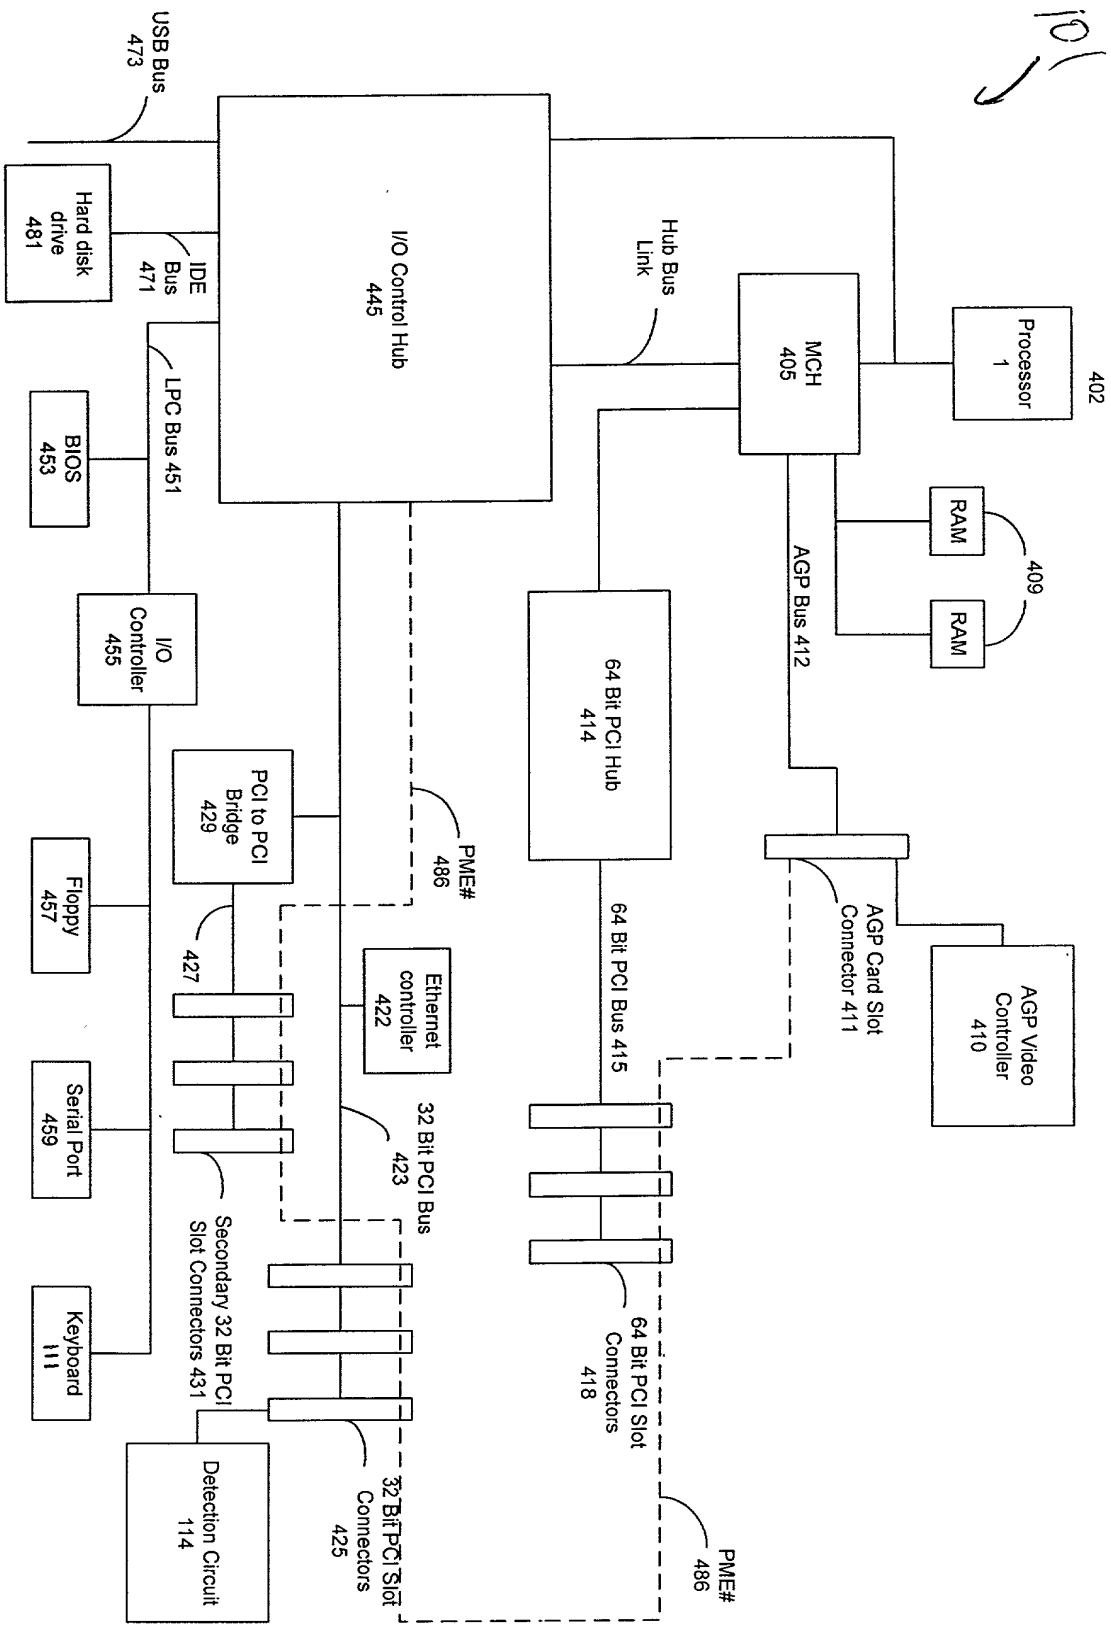 101
402
Processor
1
RAM
RAM
409
MCH
405
AGP Bus 412
AGP Card Slot
Connector 411
AGP Video
Controller
410
Hub Bus
Link
64 Bit PCI Hub
414
64 Bit PCI Bus 415
64 Bit PCI Slot
Connectors
418
PME#
486
I/O Control Hub
445
PME#
486
Ethernet
controller
422
32 Bit PCI Bus
423
32 Bit PCI Slot
Connectors
425
PCI to PCI
Bridge
429
427
Secondary 32 Bit PCI
Slot Connectors 431
Detection Circuit
114
USB Bus
473
Hard disk
drive
481
IDE
Bus
471
LPC Bus 451
BIOS
453
I/O
Controller
455
Floppy
457
Serial Port
459
Keyboard
111